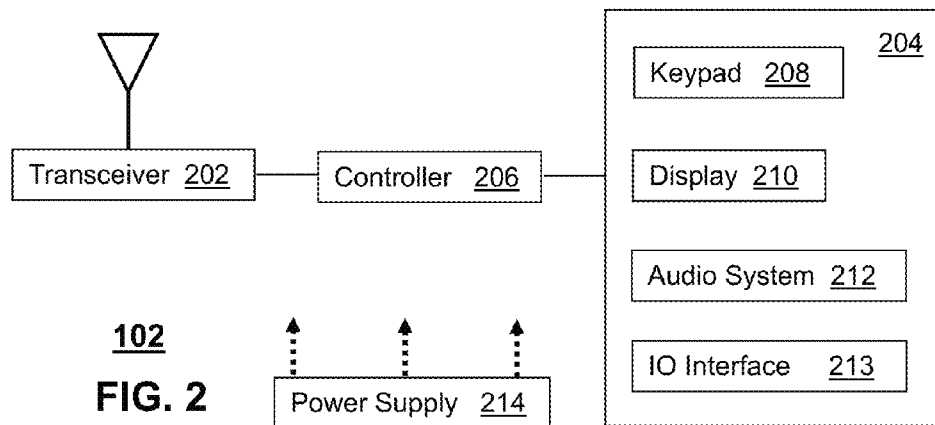 204
Keypad 208
Transceiver 202
Controller 206
Display 210
Audio System 212
102
IO Interface 213
FIG. 2
Power Supply 214